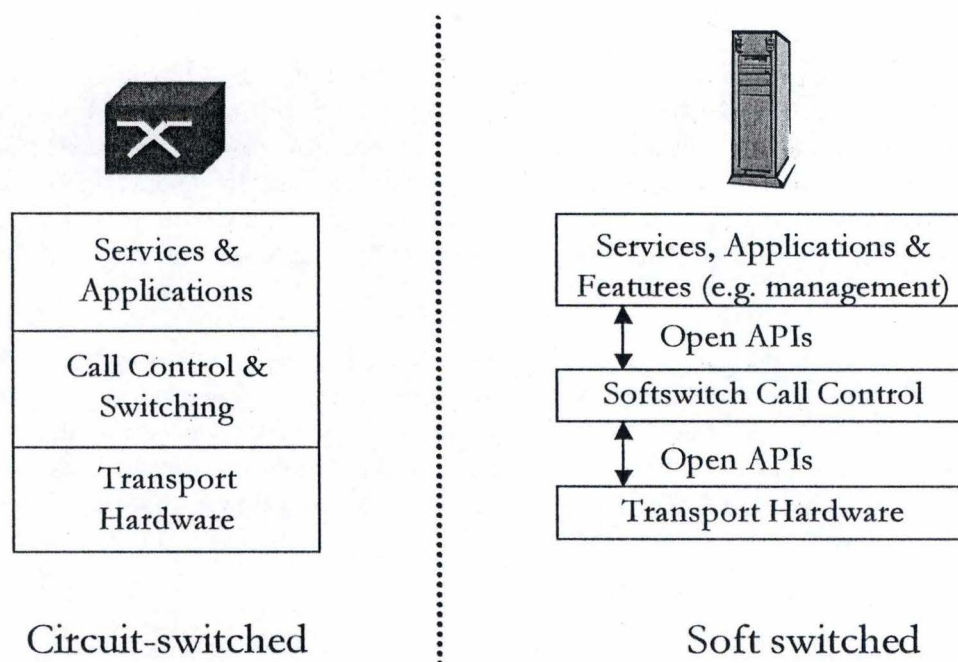 Services &
Applications
Call Control &
Switching
Transport
Hardware
Circuit-switched
Services, Applications &
Features (e.g. management)
Open APIs
Softswitch Call Control
Open APIs
Transport Hardware
Soft switched